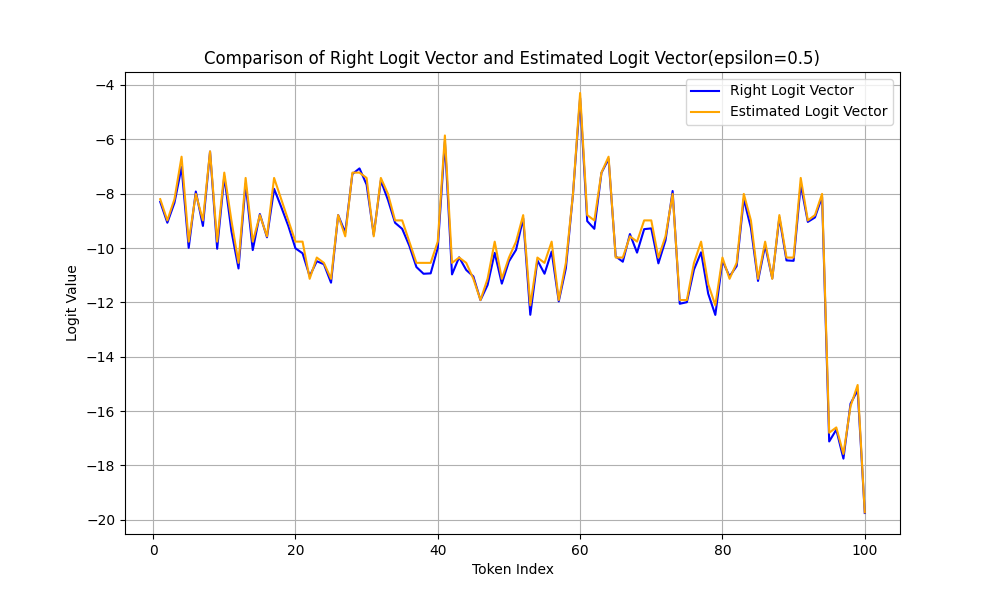 Comparison of Right Logit Vector and Estimated Logit Vector(epsilon=0.5)
Right Logit Vector
Estimated Logit Vector
Logit Value
−4
−6
−8
−10
−12
−14
−16
−18
−20
0 20 40 60 80 100
Token Index